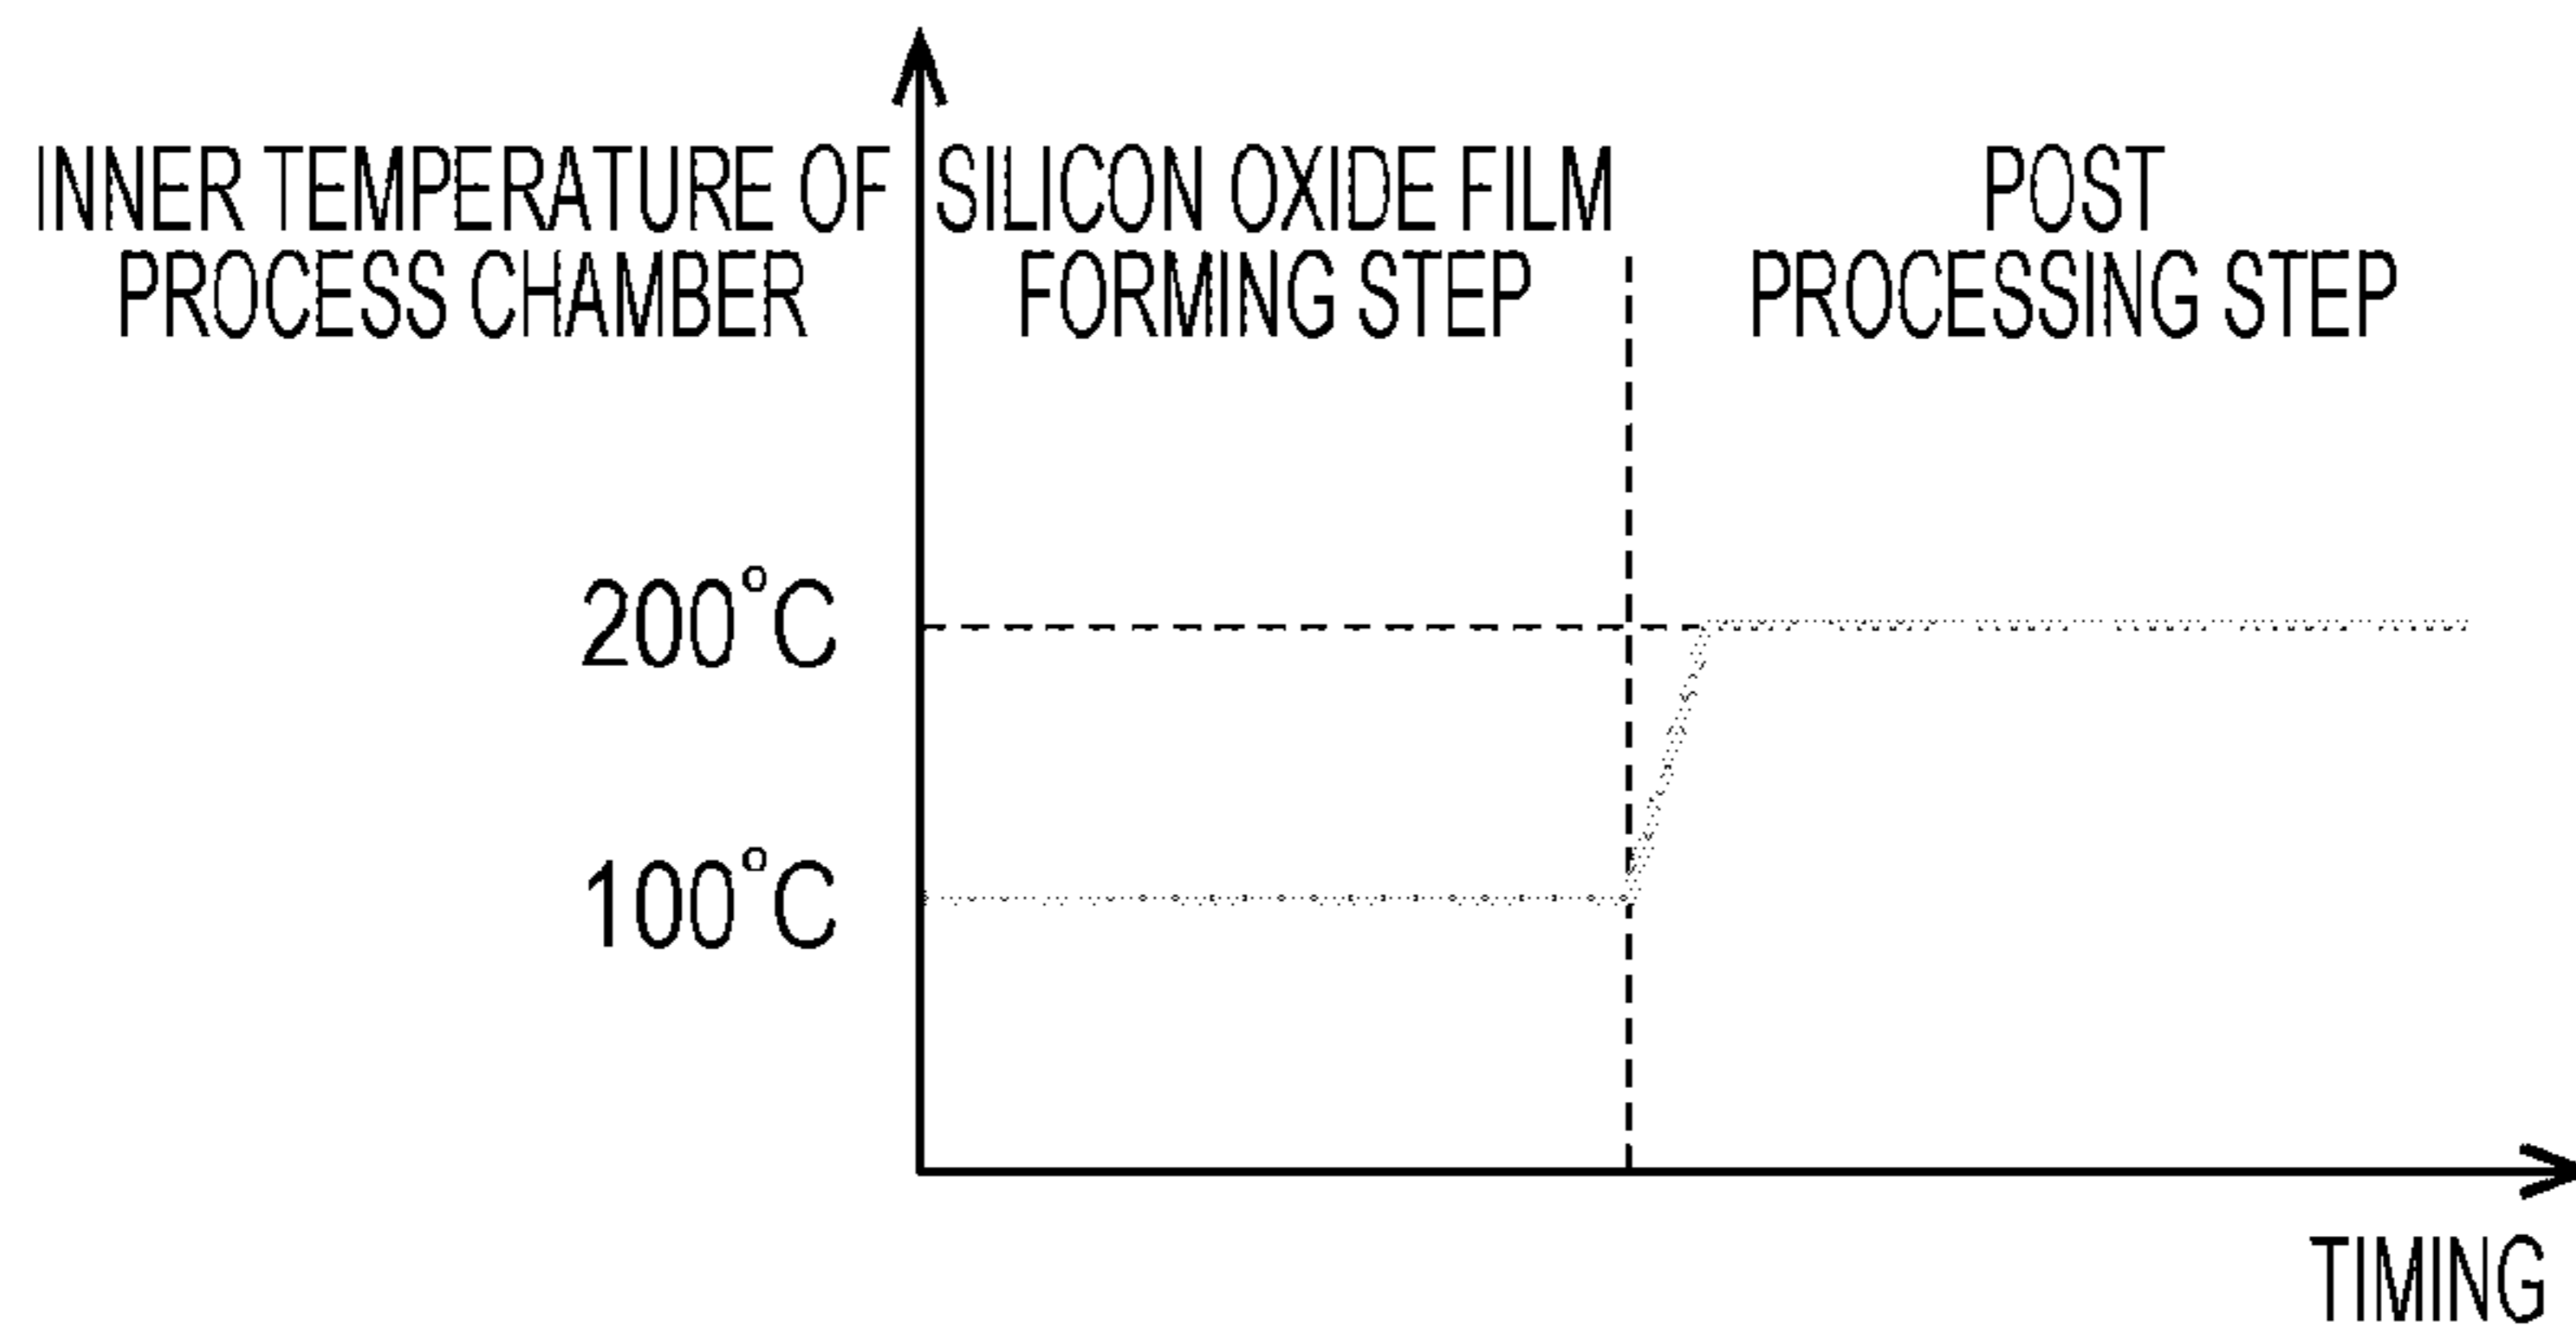 INNER TEMPERATURE OF
PROCESS CHAMBER
SILICON OXIDE FILM
FORMING STEP
POST
PROCESSING STEP
200°C
100°C
TIMING